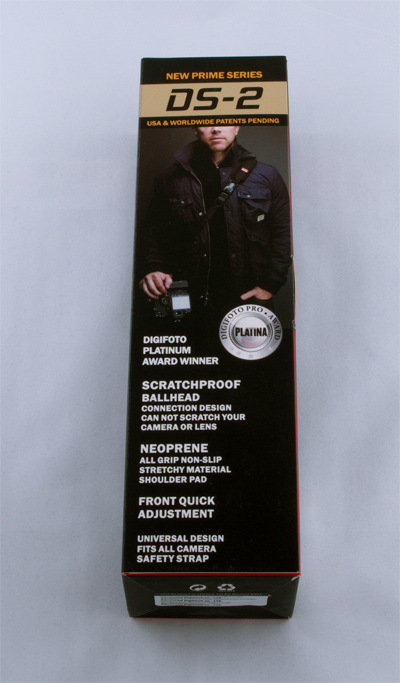 NEW PRIME SERIES
DS-2
USA & WORLDWIDE PATENTS PENDING
DIGIFOTO PRO • AWARD
PLATINA
DIGIFOTO
PLATINUM
AWARD WINNER
SCRATCHPROOF
BALLHEAD
CONNECTION DESIGN
CAN NOT SCRATCH YOUR
CAMERA OR LENS
NEOPRENE
ALL GRIP NON-SLIP
STRETCHY MATERIAL
SHOULDER PAD
FRONT QUICK
ADJUSTMENT
UNIVERSAL DESIGN
FITS ALL CAMERA
SAFETY STRAP